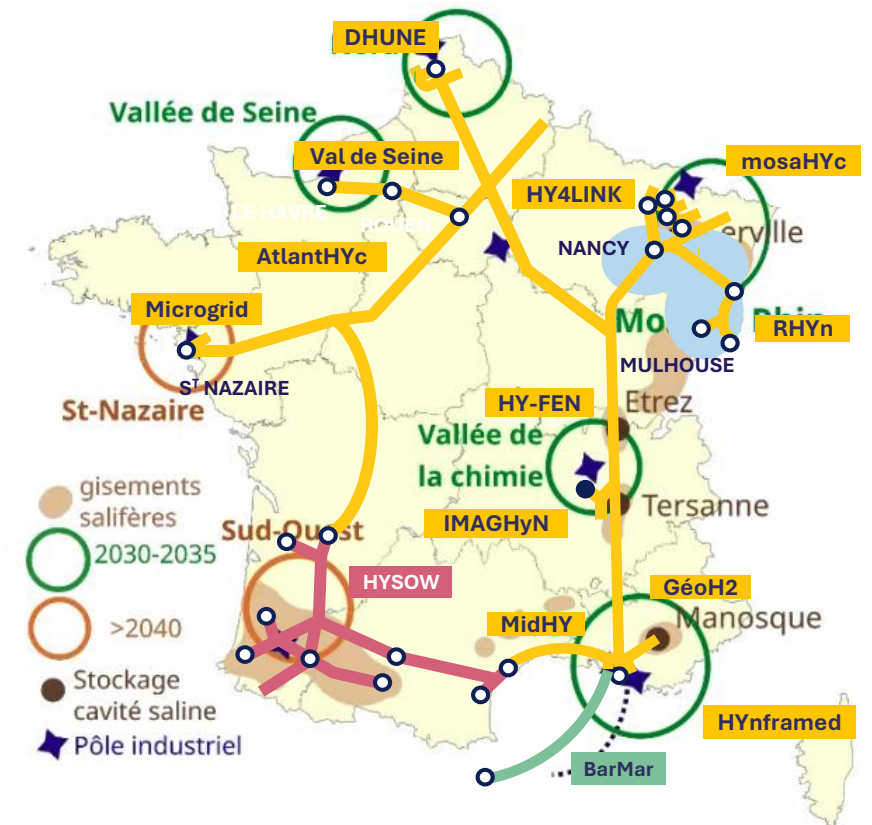 DHUNE
Vallée de Seine
Val de Seine
mosaHYc
HY4LINK
LE HAVRE
ROUEN
erville
NANCY
AtlantHYc
Microgrid
Mo
Rhin
RHYn
MULHOUSE
Sᵀ NAZAIRE
St-Nazaire
HY-FEN
Etrez
Vallée de
la chimie
gisements
salifères
Tersanne
IMAGHyN
Sud-Ouest
2030-2035
HYSOW
GéoH2
>2040
MidHY
Manosque
Stockage
cavité saline
HYnframed
Pôle industriel
BarMar